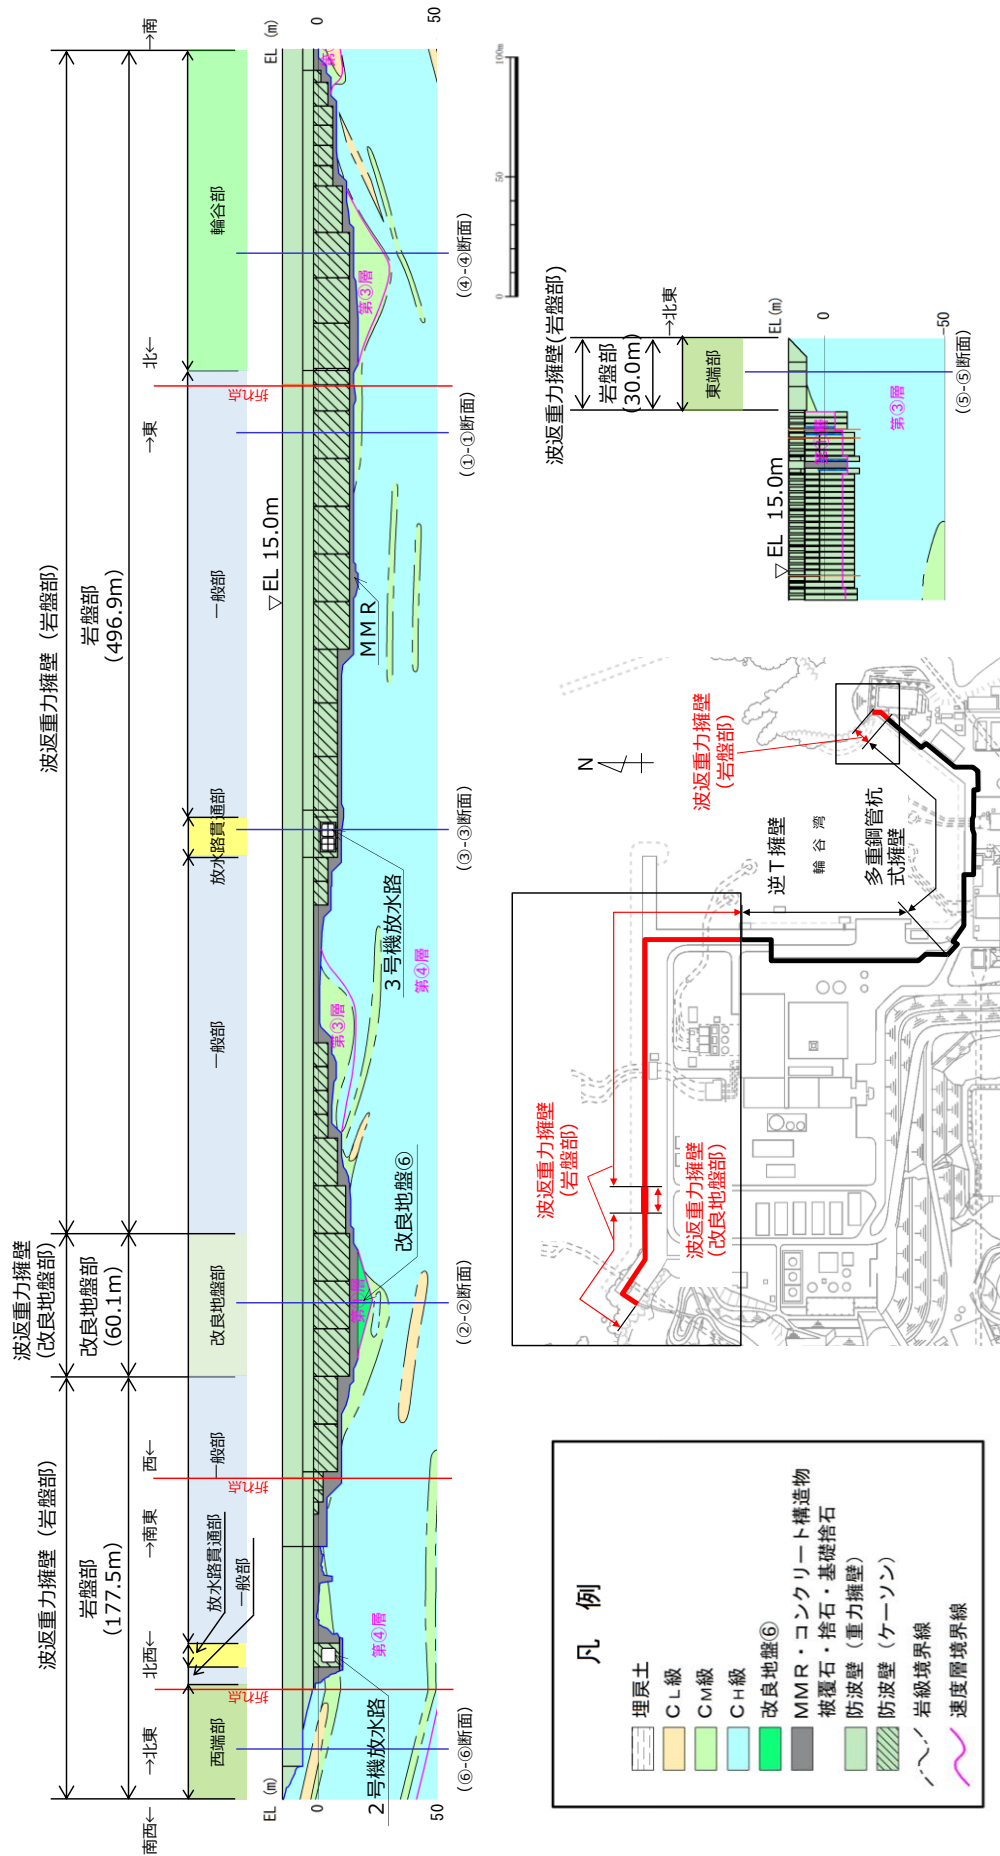 波返重力擁壁（岩盤部）
波返重力擁壁
（改良地盤部）
波返重力擁壁（岩盤部）
岩盤部
（177.5m）
改良地盤部
（60.1m）
岩盤部
（496.9m）
南西←
→北東
北西←
→南東
西←
→東
北←
→南
西端部
一般部
放水路貫通部
一般部
改良地盤部
一般部
放水路貫通部
一般部
輪谷部
折れ点
折れ点
折れ点
▽EL 15.0m
EL (m)
0
50
EL (m)
0
50
第④層
第③層
第③層
第④層
第③層
2号機放水路
改良地盤⑥
3号機放水路
MMR
（⑥-⑥断面）
（②-②断面）
（③-③断面）
（①-①断面）
（④-④断面）
0
50
100m
凡 例
埋戻土
CL級
CM級
CH級
改良地盤⑥
MMR・コンクリート構造物
被覆石・捨石・基礎捨石
防波壁（重力擁壁）
防波壁（ケーソン）
岩級境界線
速度層境界線
波返重力擁壁
（岩盤部）
波返重力擁壁
（改良地盤部）
N
逆T擁壁
輪谷湾
多重鋼管杭
式擁壁
波返重力擁壁
（岩盤部）
波返重力擁壁（岩盤部）
岩盤部
（30.0m）
→北東
東端部
▽EL 15.0m
EL(m)
0
-50
第③層
（⑤-⑤断面）